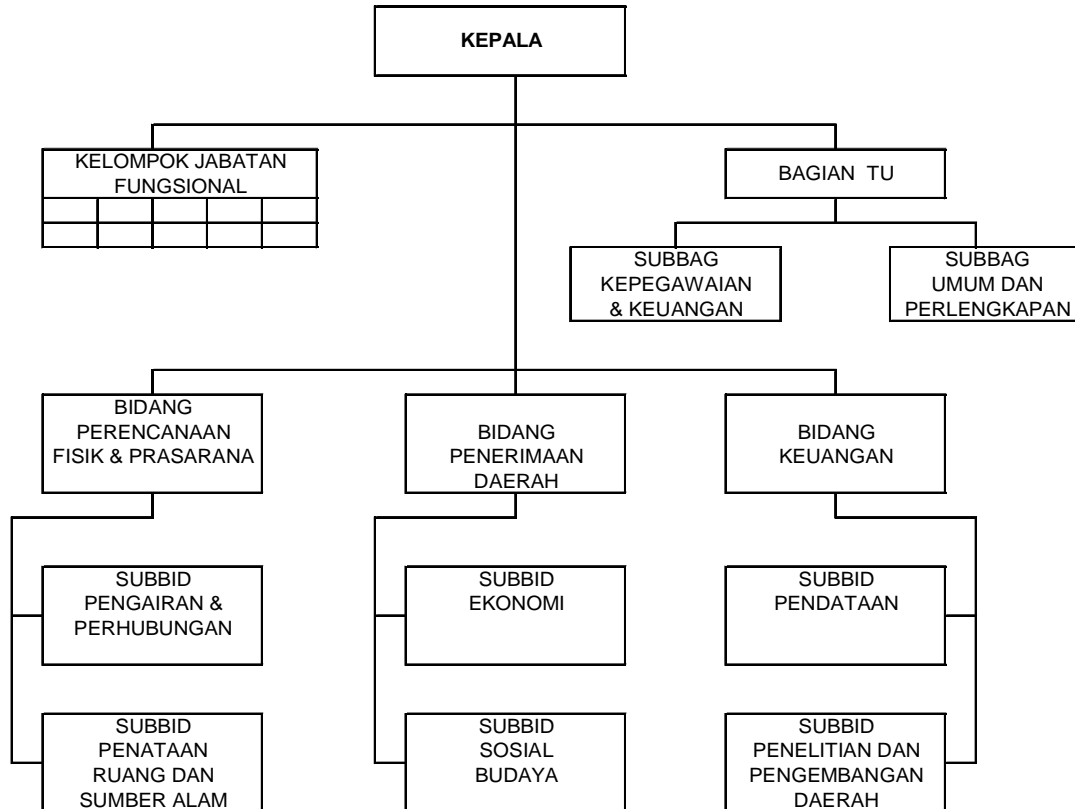 KEPALA
KELOMPOK JABATAN
FUNGSIONAL
BAGIAN TU
SUBBAG
KEPEGAWAIAN
& KEUANGAN
SUBBAG
UMUM DAN
PERLENGKAPAN
BIDANG
PERENCANAAN
FISIK & PRASARANA
BIDANG
PENERIMAAN
DAERAH
BIDANG
KEUANGAN
SUBBID
PENGAIRAN &
PERHUBUNGAN
SUBBID
EKONOMI
SUBBID
PENDATAAN
SUBBID
PENATAAN
RUANG DAN
SUMBER ALAM
SUBBID
SOSIAL
BUDAYA
SUBBID
PENELITIAN DAN
PENGEMBANGAN
DAERAH